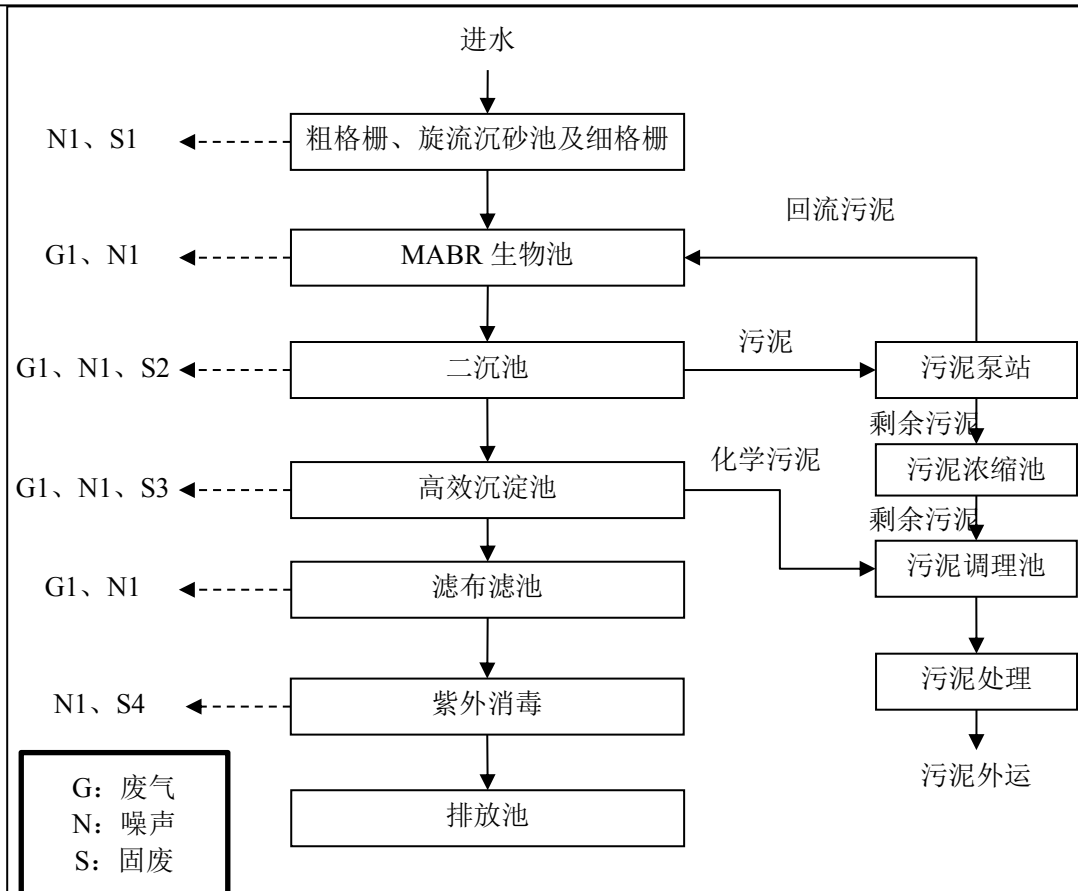 进水
N1、S1
粗格栅、旋流沉砂池及细格栅
回流污泥
G1、N1
MABR 生物池
污泥
G1、N1、S2
二沉池
污泥泵站
剩余污泥
化学污泥
污泥浓缩池
G1、N1、S3
高效沉淀池
剩余污泥
污泥调理池
G1、N1
滤布滤池
污泥处理
N1、S4
紫外消毒
污泥外运
G：废气
N：噪声
S：固废
排放池